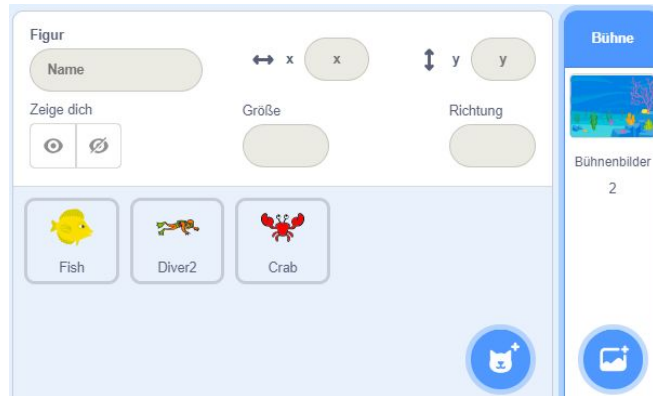 Figur
Name
x
x
y
y
Zeige dich
Größe
Richtung
Fish
Diver2
Crab
Bühne
Bühnenbilder
2